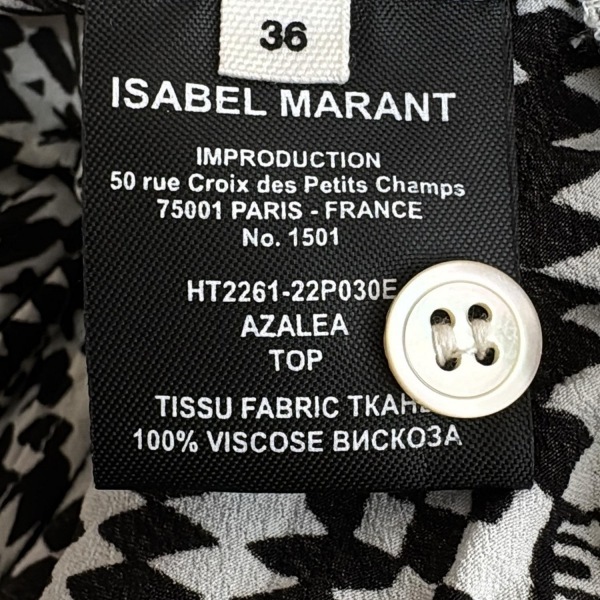 36
ISABEL MARANT
IMPRODUCTION
50 rue Croix des Petits Champs
75001 PARIS - FRANCE
No. 1501
HT2261-22P030E
AZALEA
TOP
TISSU FABRIC
100% VISCOSE ВИСКОЗА